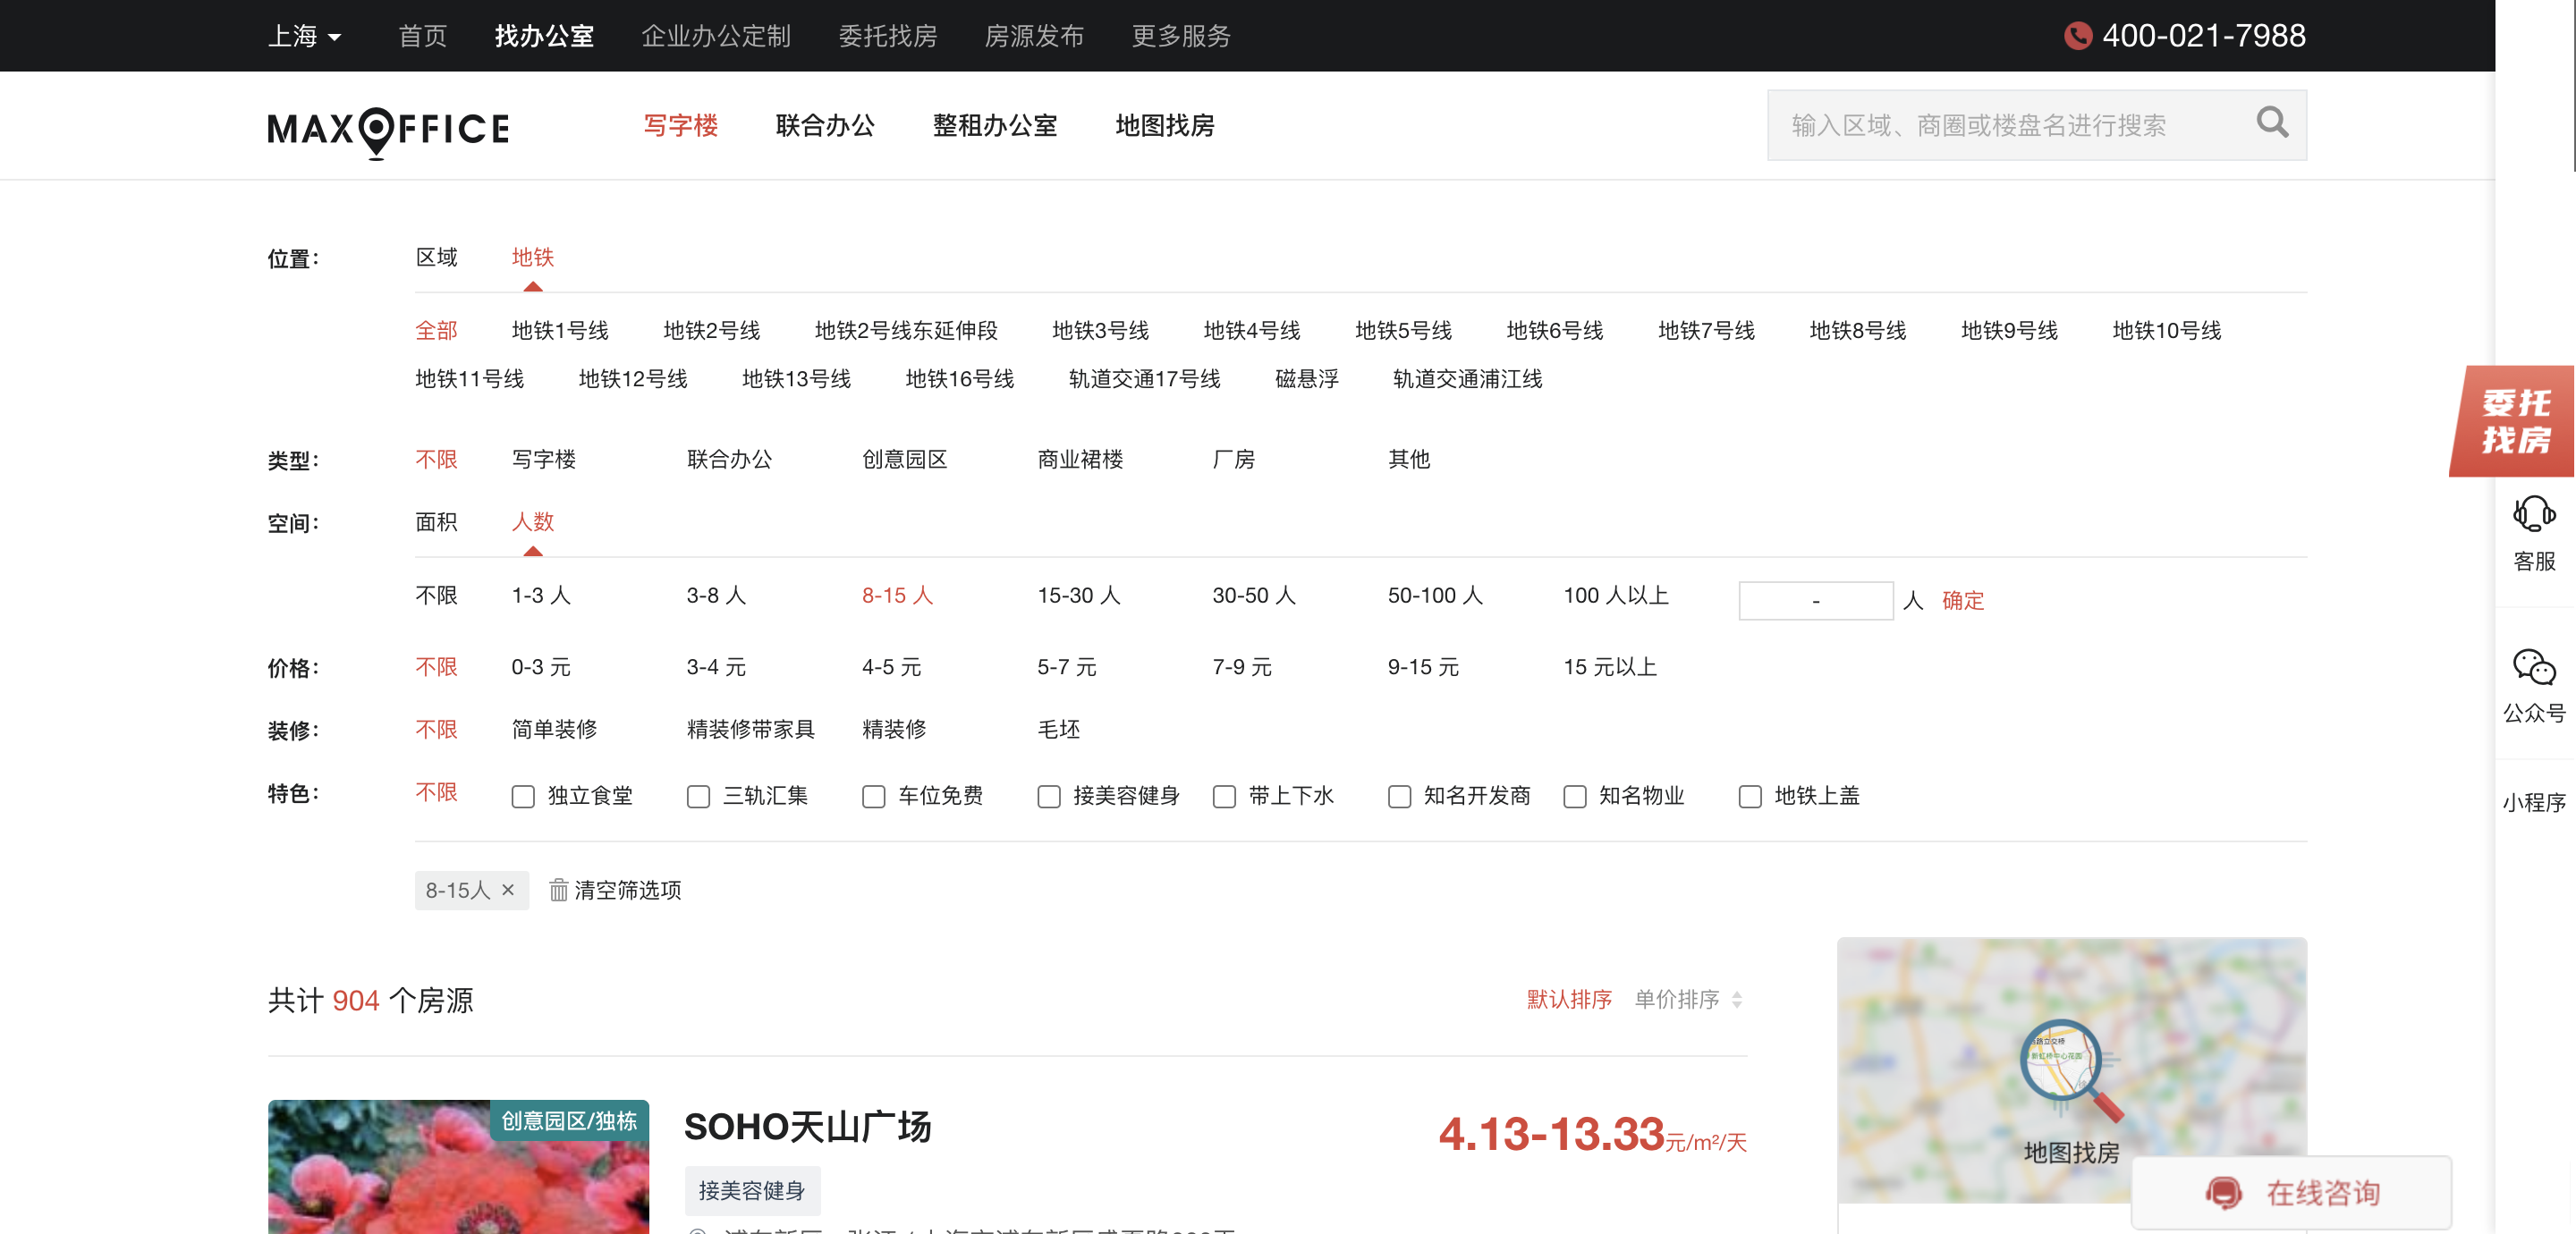 上海 首页 找办公室 企业办公定制 委托找房 房源发布 更多服务 400-021-7988
MAXOFFICE 写字楼 联合办公 整租办公室 地图找房 输入区域、商圈或楼盘名进行搜索
位置： 区域 地铁
全部 地铁1号线 地铁2号线 地铁2号线东延伸段 地铁3号线 地铁4号线 地铁5号线 地铁6号线 地铁7号线 地铁8号线 地铁9号线 地铁10号线
地铁11号线 地铁12号线 地铁13号线 地铁16号线 轨道交通17号线 磁悬浮 轨道交通浦江线
委托
找房
类型： 不限 写字楼 联合办公 创意园区 商业裙楼 厂房 其他
空间： 面积 人数
客服
不限 1-3 人 3-8 人 8-15 人 15-30 人 30-50 人 50-100 人 100 人以上 - 人 确定
价格： 不限 0-3 元 3-4 元 4-5 元 5-7 元 7-9 元 9-15 元 15 元以上
公众号
装修： 不限 简单装修 精装修带家具 精装修 毛坯
特色： 不限 独立食堂 三轨汇集 车位免费 接美容健身 带上下水 知名开发商 知名物业 地铁上盖
小程序
8-15人 × 清空筛选项
共计 904 个房源 默认排序 单价排序
创意园区/独栋
SOHO天山广场 4.13-13.33元/m²/天
接美容健身
地图找房
在线咨询